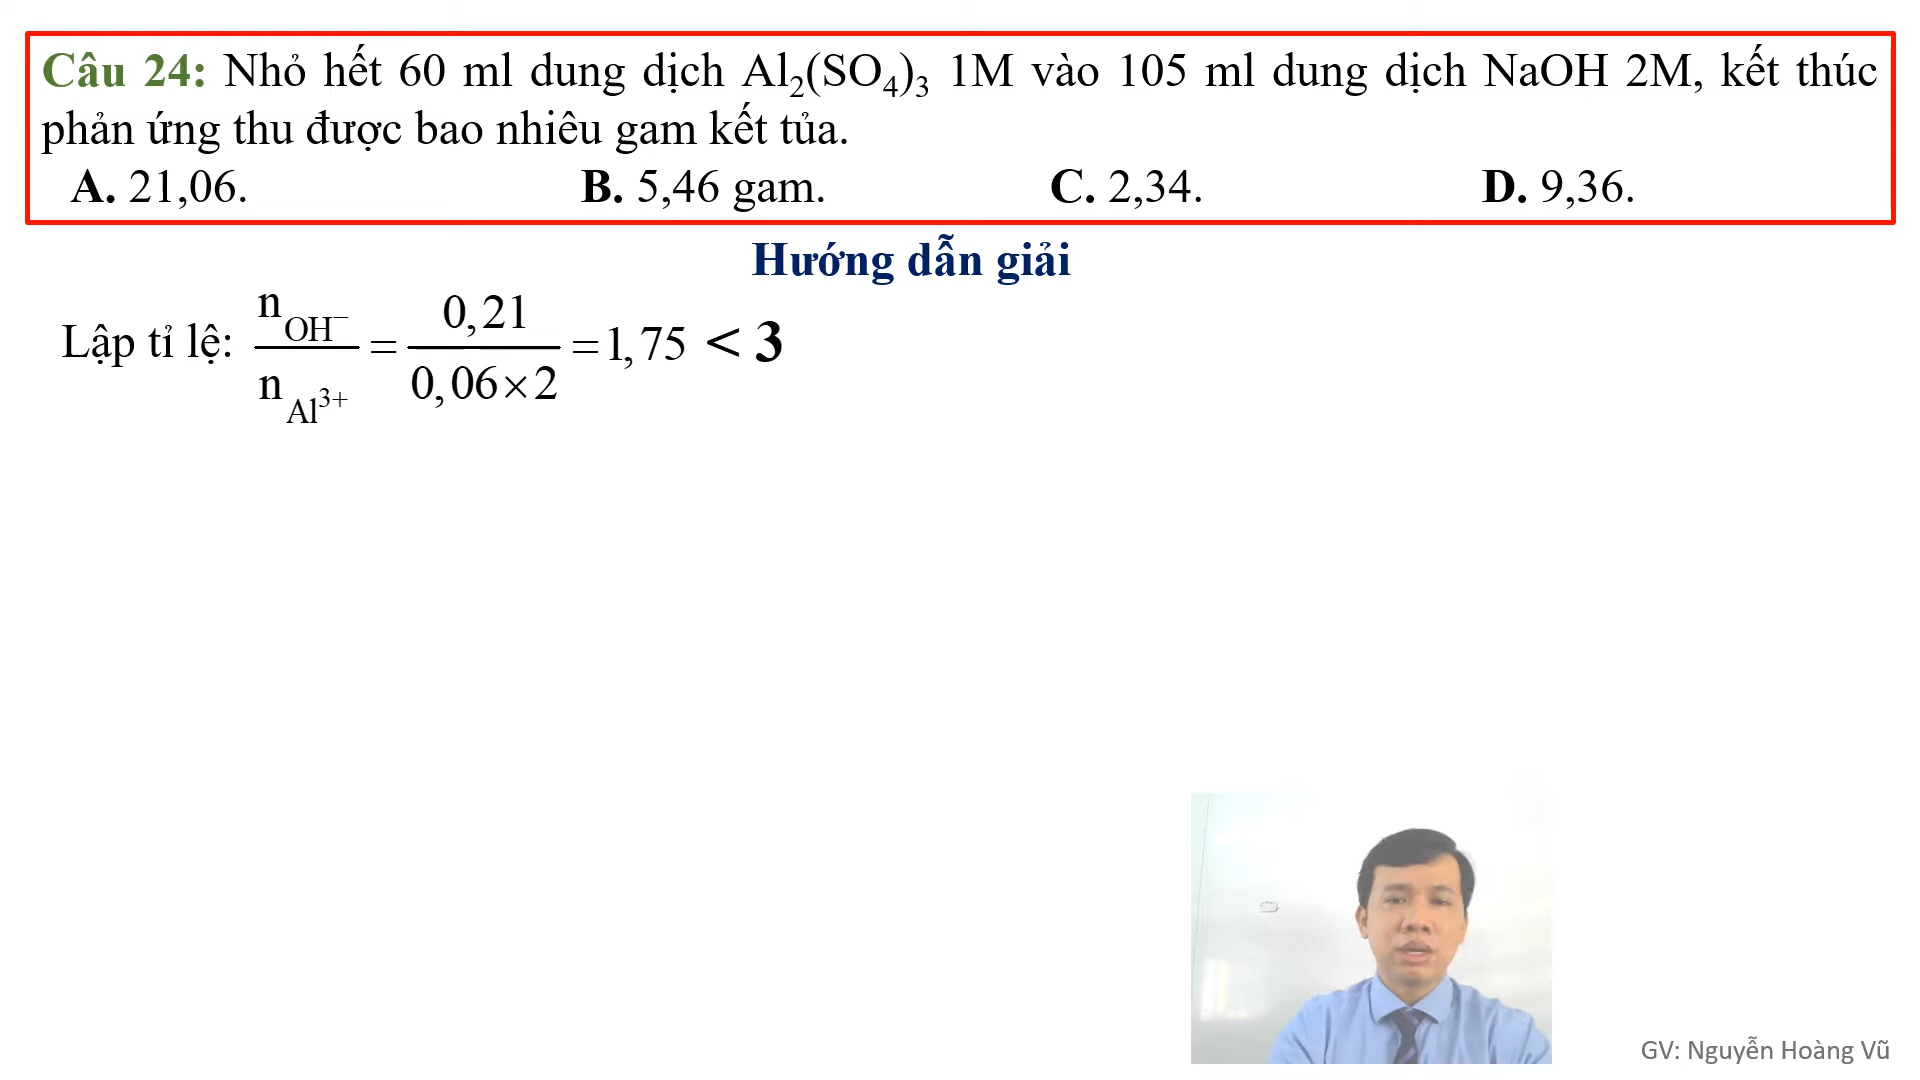 Câu 24: Nhỏ hết 60 ml dung dịch Al₂(SO₄)₃ 1M vào 105 ml dung dịch NaOH 2M, kết thúc
phản ứng thu được bao nhiêu gam kết tủa.
A. 21,06. B. 5,46 gam. C. 2,34. D. 9,36.
Hướng dẫn giải
Lập tỉ lệ: n_OH⁻ / n_Al³⁺ = 0,21 / 0,06×2 = 1,75 < 3
GV: Nguyễn Hoàng Vũ